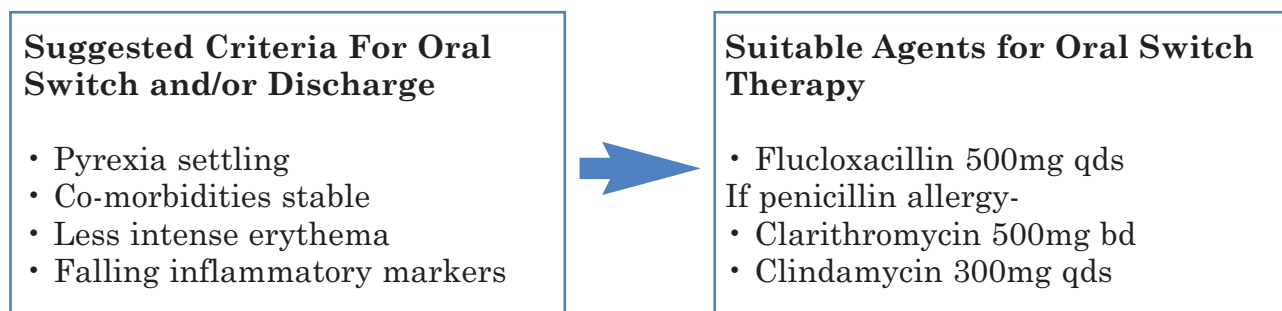 Suggested Criteria For Oral
Switch and/or Discharge
• Pyrexia settling
• Co-morbidities stable
• Less intense erythema
• Falling inflammatory markers
Suitable Agents for Oral Switch
Therapy
• Flucloxacillin 500mg qds
If penicillin allergy-
• Clarithromycin 500mg bd
• Clindamycin 300mg qds